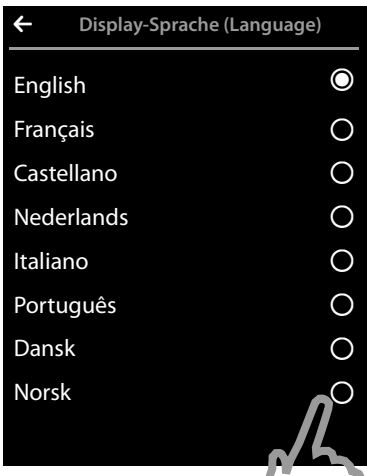 Display-Sprache (Language)
English
Français
Castellano
Nederlands
Italiano
Português
Dansk
Norsk